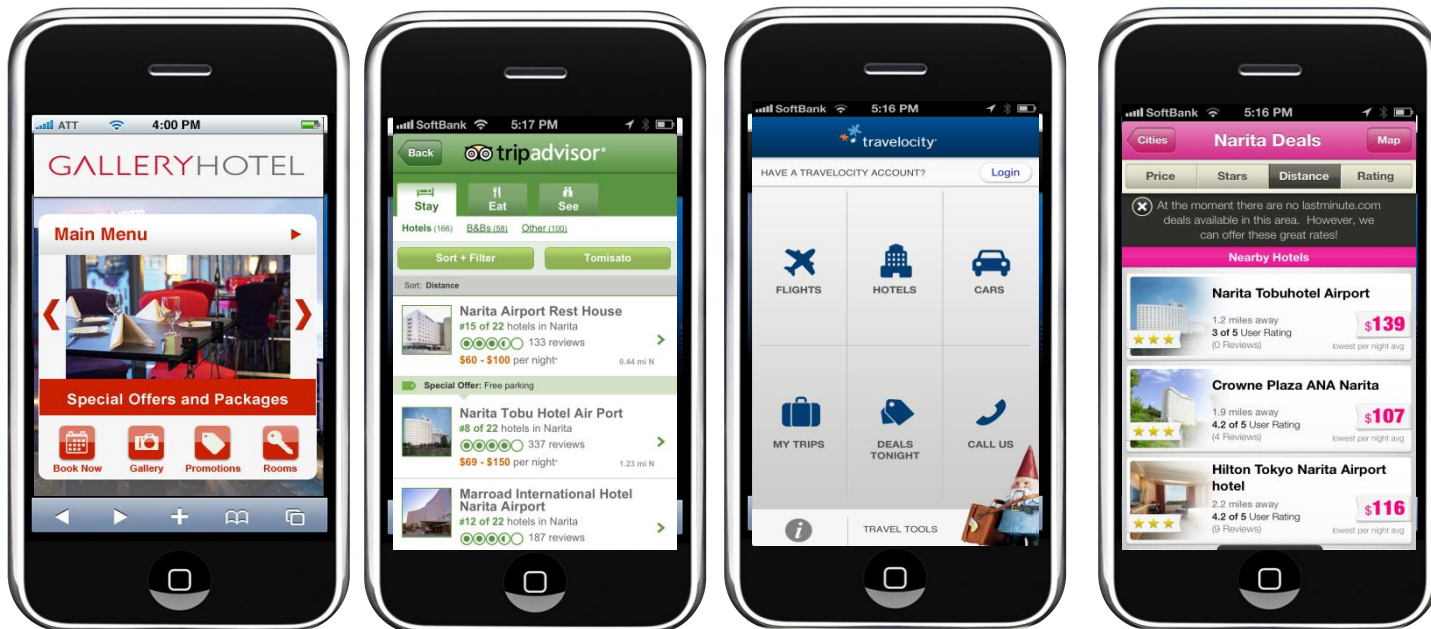 ATT 4:00 PM
GALLERYHOTEL
Main Menu
Special Offers and Packages
Book Now Gallery Promotions Rooms
SoftBank 5:17 PM
Back tripadvisor®
Stay Eat See
Hotels (166) B&Bs (58) Other (100)
Sort + Filter Tomisato
Sort: Distance
Narita Airport Rest House
#15 of 22 hotels in Narita
133 reviews
$60 - $100 per night* 0.44 mi N
Special Offer: Free parking
Narita Tobu Hotel Air Port
#8 of 22 hotels in Narita
337 reviews
$69 - $150 per night* 1.23 mi N
Marroad International Hotel
Narita Airport
#12 of 22 hotels in Narita
187 reviews
SoftBank 5:16 PM
travelocity
HAVE A TRAVELOCITY ACCOUNT? Login
FLIGHTS HOTELS CARS
MY TRIPS DEALS TONIGHT CALL US
i TRAVEL TOOLS
SoftBank 5:16 PM
Cities Narita Deals Map
Price Stars Distance Rating
At the moment there are no lastminute.com
deals available in this area. However, we
can offer these great rates!
Nearby Hotels
Narita Tobuhotel Airport
1.2 miles away
3 of 5 User Rating $139
(0 Reviews) lowest per night avg
Crowne Plaza ANA Narita
1.9 miles away
4.2 of 5 User Rating $107
(4 Reviews) lowest per night avg
Hilton Tokyo Narita Airport
hotel
2.2 miles away
4.2 of 5 User Rating $116
(9 Reviews) lowest per night avg